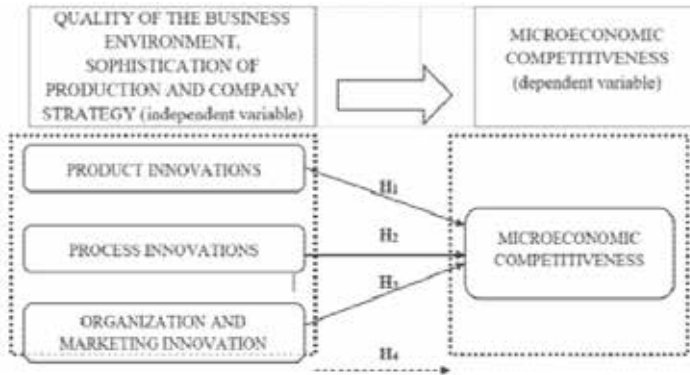 QUALITY OF THE BUSINESS
ENVIRONMENT,
SOPHISTICATION OF
PRODUCTION AND COMPANY
STRATEGY (independent variable)
MICROECONOMIC
COMPETITIVENESS
(dependent variable)
PRODUCT INNOVATIONS
H1
PROCESS INNOVATIONS
H2
MICROECONOMIC
COMPETITIVENESS
H3
ORGANIZATION AND
MARKETING INNOVATION
H4